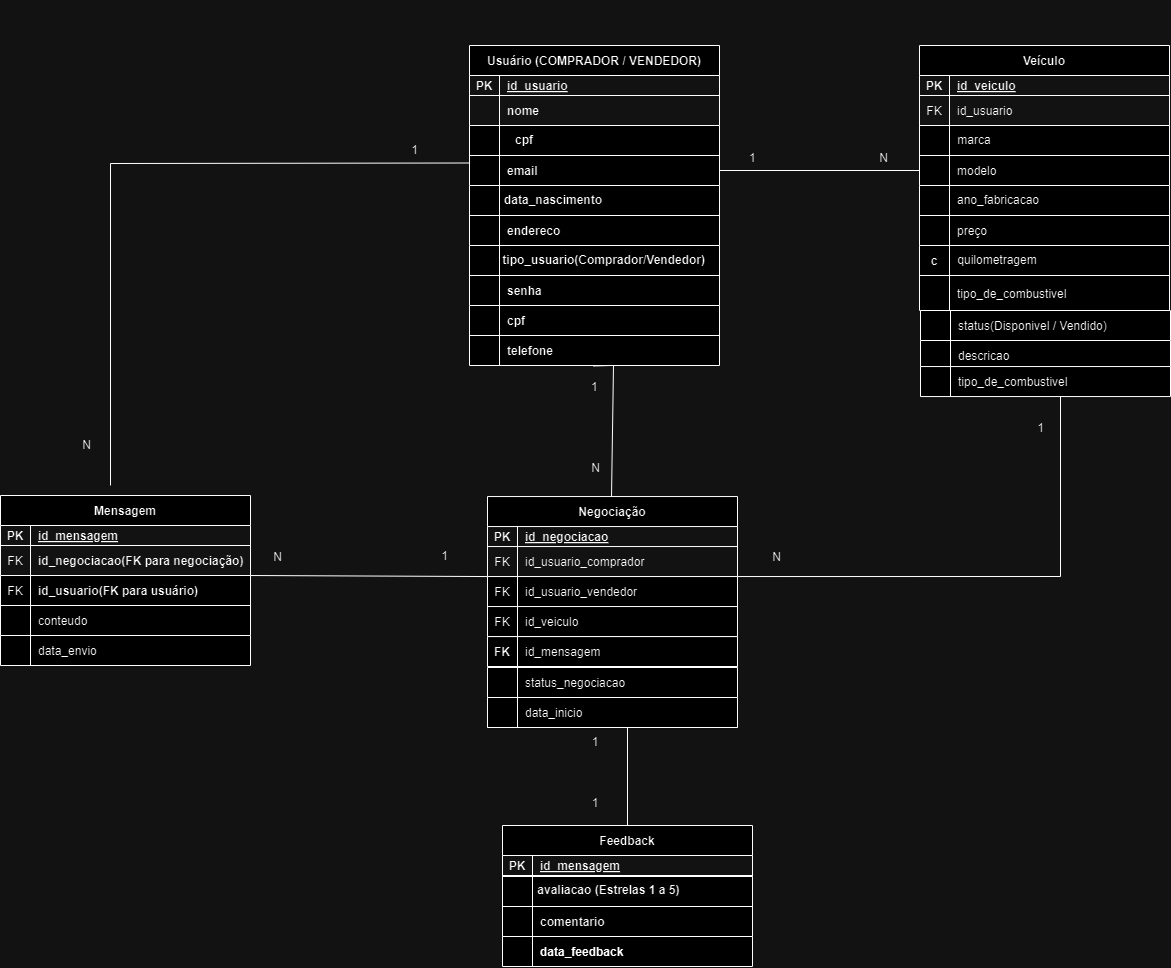 Usuário (COMPRADOR / VENDEDOR)
PK id_usuario
nome
cpf
email
data_nascimento
endereco
tipo_usuario(Comprador/Vendedor)
senha
cpf
telefone
Veículo
PK id_veiculo
FK id_usuario
marca
modelo
ano_fabricacao
preço
c quilometragem
tipo_de_combustivel
status(Disponivel / Vendido)
descricao
tipo_de_combustivel
1
1 N
1
N
1
N
1
Mensagem
PK id_mensagem
FK id_negociacao(FK para negociação)
FK id_usuario(FK para usuário)
conteudo
data_envio
N 1
Negociação
PK id_negociacao
FK id_usuario_comprador
FK id_usuario_vendedor
FK id_veiculo
FK id_mensagem
status_negociacao
data_inicio
N
1
1
Feedback
PK id_mensagem
avaliacao (Estrelas 1 a 5)
comentario
data_feedback